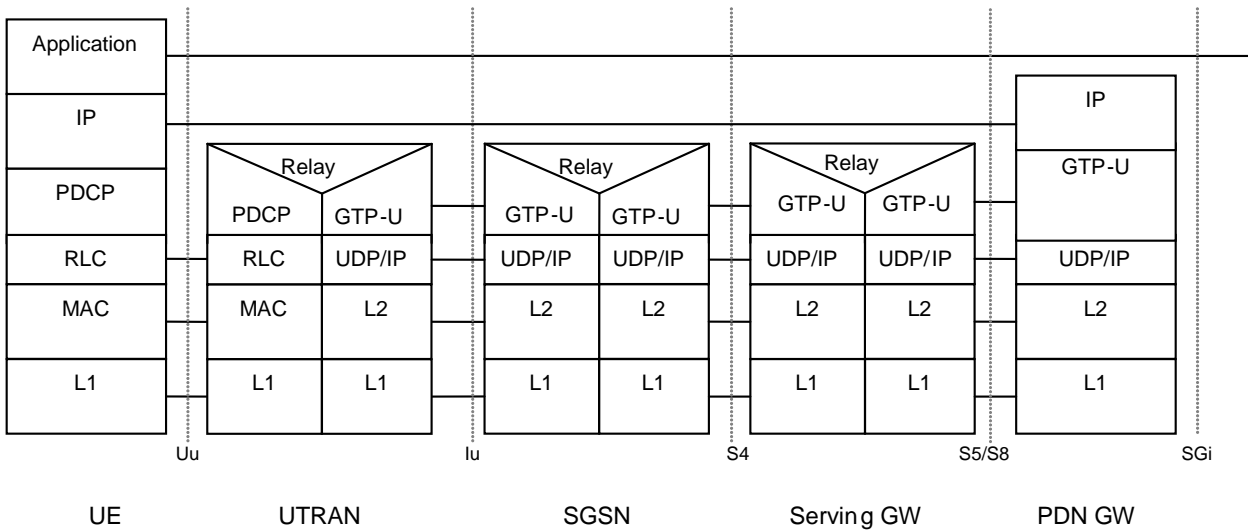 Application
IP
IP
Relay
Relay
Relay
GTP-U
PDCP
PDCP GTP-U
GTP-U GTP-U
GTP-U GTP-U
RLC RLC UDP/IP UDP/IP UDP/IP UDP/IP UDP/IP UDP/IP
MAC MAC L2 L2 L2 L2 L2 L2
L1 L1 L1 L1 L1 L1 L1 L1
Uu Iu S4 S5/S8 SGi
UE UTRAN SGSN Serving GW PDN GW